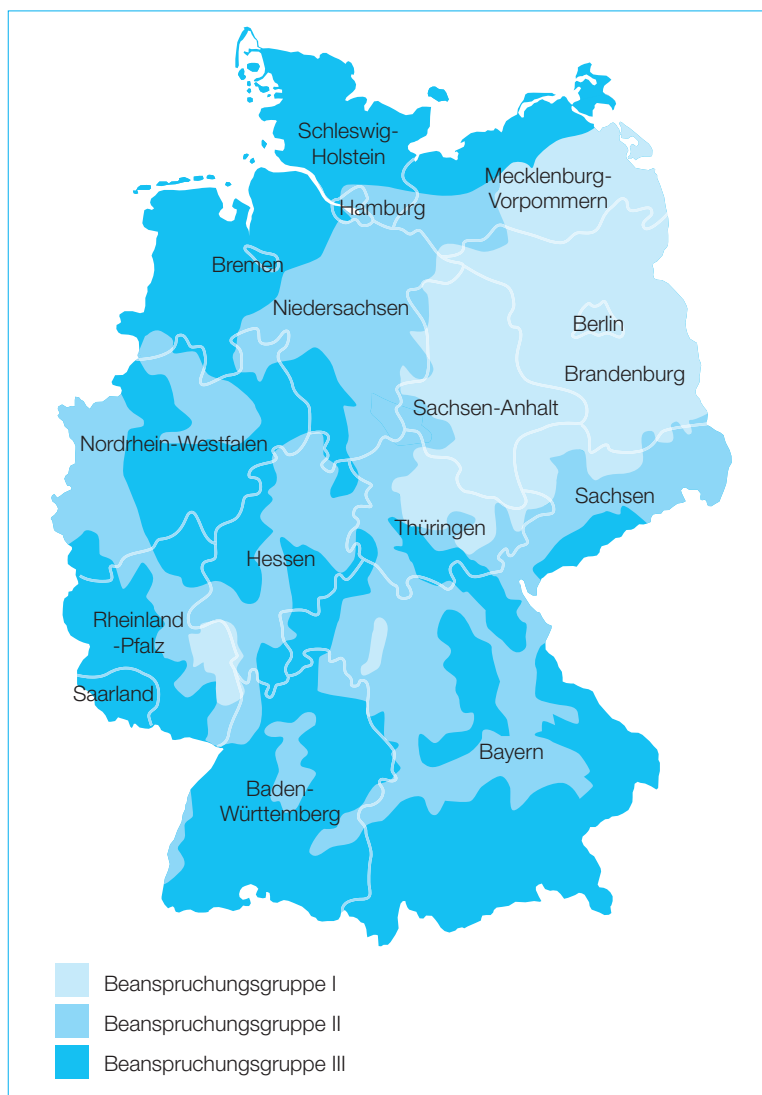 Schleswig-
Holstein
Mecklenburg-
Vorpommern
Hamburg
Bremen
Niedersachsen
Berlin
Brandenburg
Sachsen-Anhalt
Nordrhein-Westfalen
Sachsen
Thüringen
Hessen
Rheinland
-Pfalz
Saarland
Bayern
Baden-
Württemberg
Beanspruchungsgruppe I
Beanspruchungsgruppe II
Beanspruchungsgruppe III